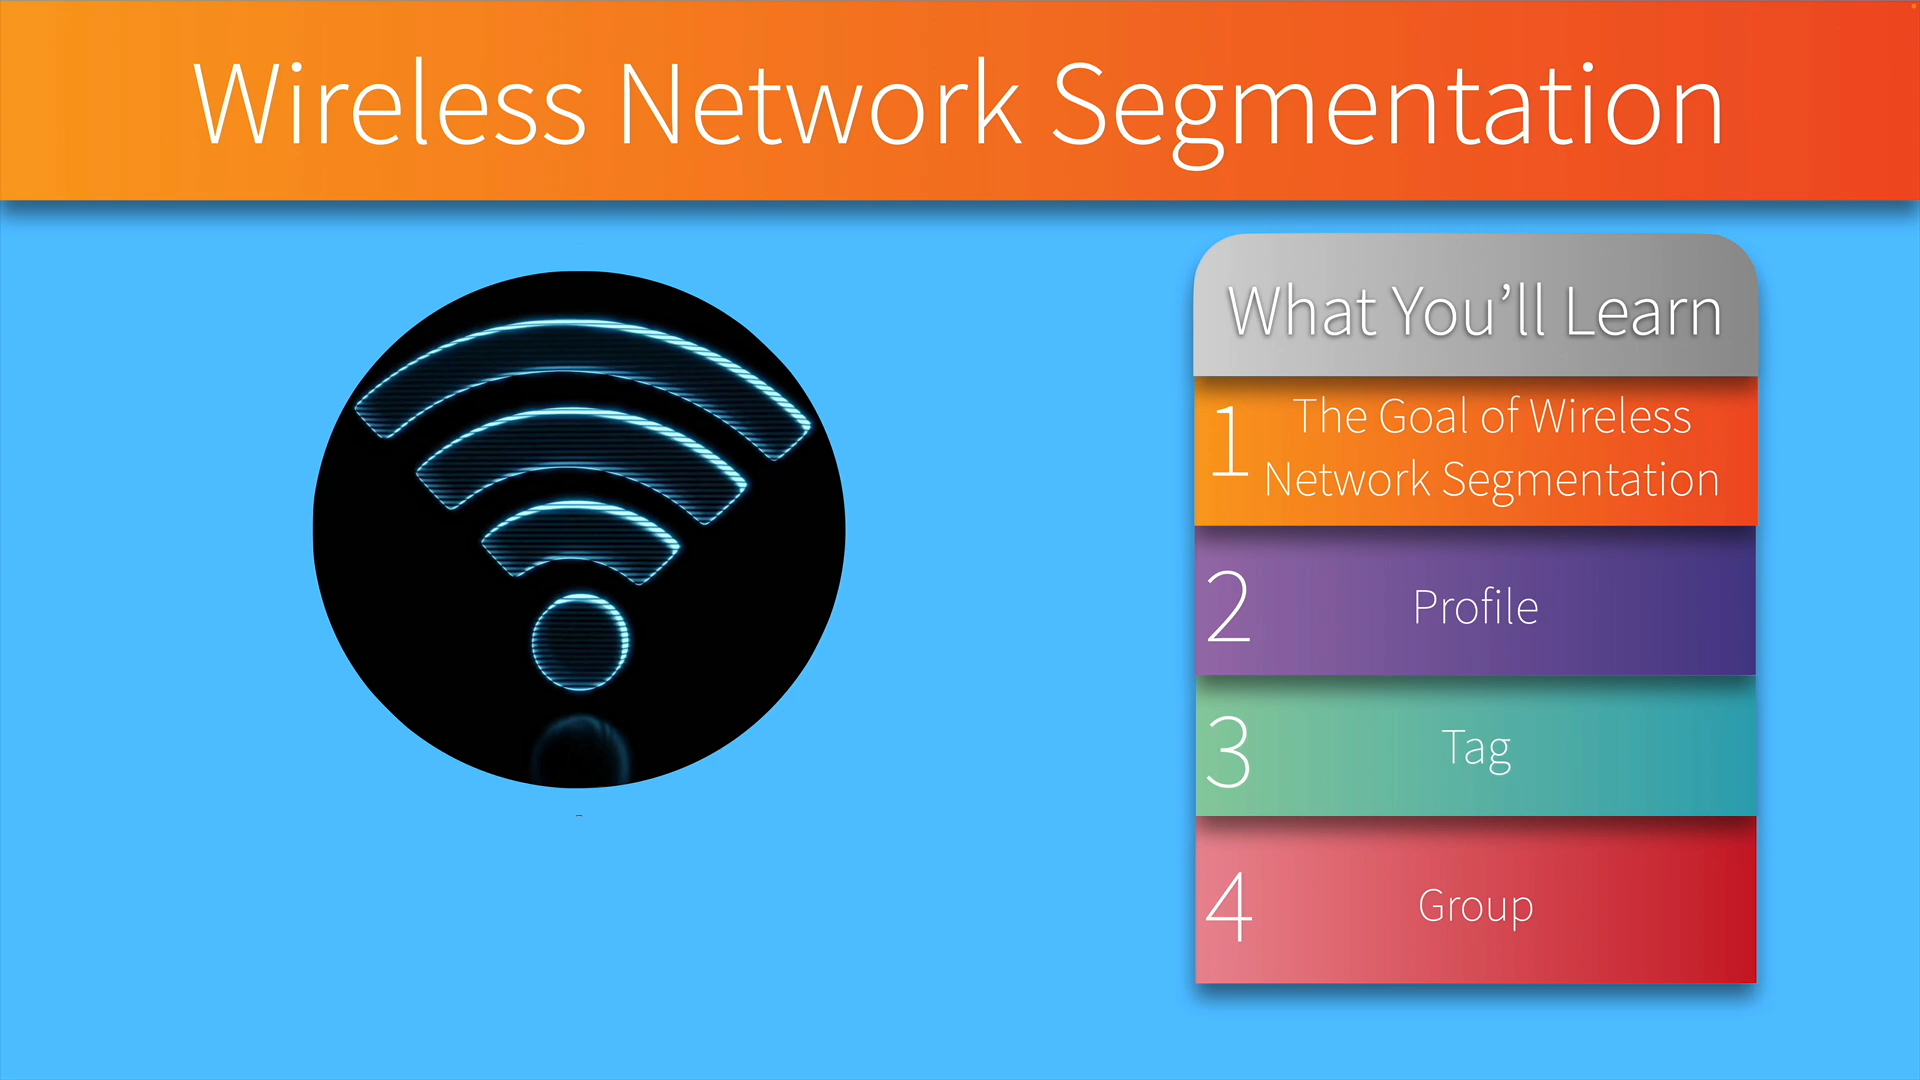 Wireless Network Segmentation
What You’ll Learn
1
The Goal of Wireless
Network Segmentation
2
Profile
3
Tag
4
Group